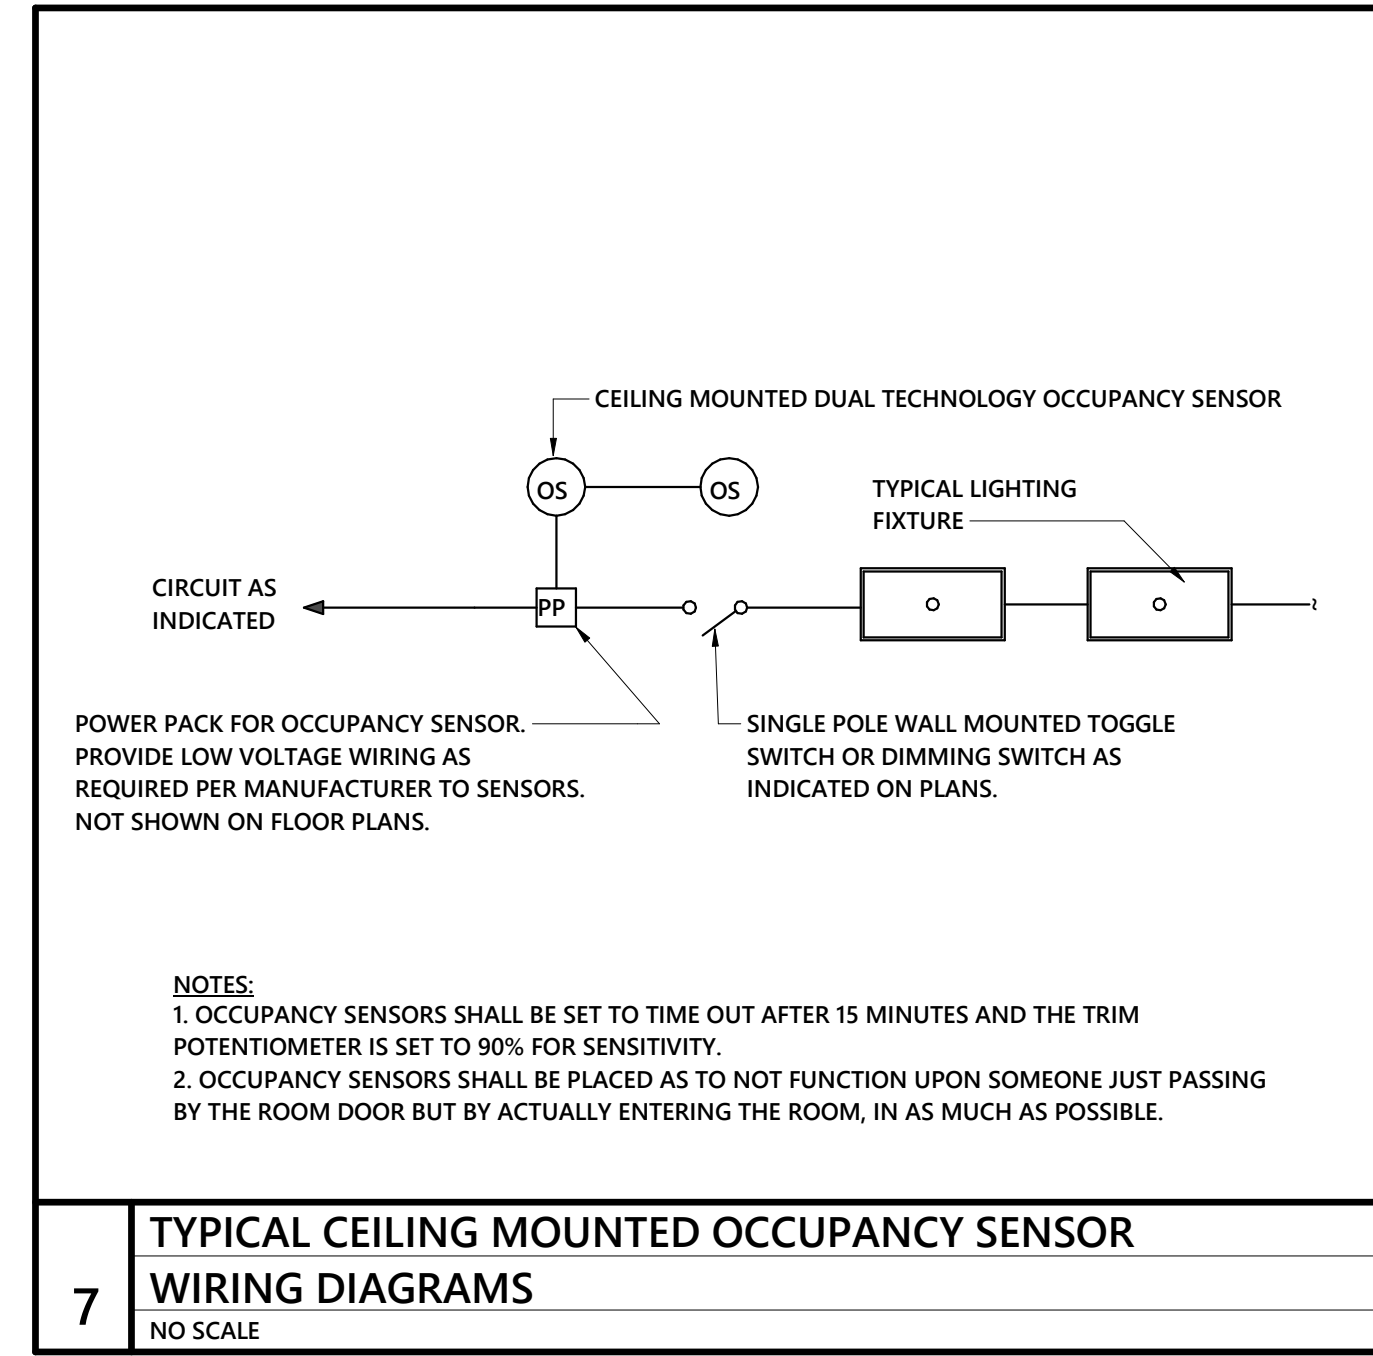 CEILING MOUNTED DUAL TECHNOLOGY OCCUPANCY SENSOR
OS
OS
TYPICAL LIGHTING
FIXTURE
CIRCUIT AS
INDICATED
PP
POWER PACK FOR OCCUPANCY SENSOR.
PROVIDE LOW VOLTAGE WIRING AS
REQUIRED PER MANUFACTURER TO SENSORS.
NOT SHOWN ON FLOOR PLANS.
SINGLE POLE WALL MOUNTED TOGGLE
SWITCH OR DIMMING SWITCH AS
INDICATED ON PLANS.
NOTES:
1. OCCUPANCY SENSORS SHALL BE SET TO TIME OUT AFTER 15 MINUTES AND THE TRIM
POTENTIOMETER IS SET TO 90% FOR SENSITIVITY.
2. OCCUPANCY SENSORS SHALL BE PLACED AS TO NOT FUNCTION UPON SOMEONE JUST PASSING
BY THE ROOM DOOR BUT BY ACTUALLY ENTERING THE ROOM, IN AS MUCH AS POSSIBLE.
7
TYPICAL CEILING MOUNTED OCCUPANCY SENSOR
WIRING DIAGRAMS
NO SCALE